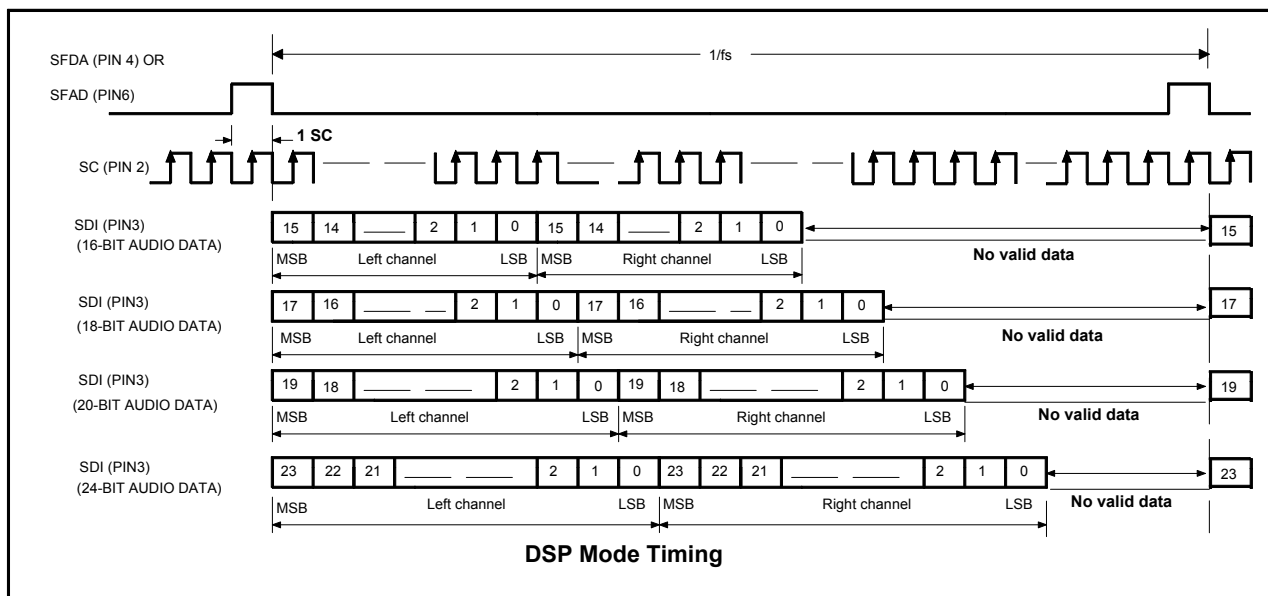 SFDA (PIN 4) OR
1/fs
SFAD (PIN6)
1 SC
SC (PIN 2)
SDI (PIN3)
(16-BIT AUDIO DATA)
15 14 2 1 0 15 14 2 1 0 15
MSB Left channel LSB MSB Right channel LSB
No valid data
SDI (PIN3)
(18-BIT AUDIO DATA)
17 16 2 1 0 17 16 2 1 0 17
MSB Left channel LSB MSB Right channel LSB
No valid data
SDI (PIN3)
(20-BIT AUDIO DATA)
19 18 2 1 0 19 18 2 1 0 19
MSB Left channel LSB MSB Right channel LSB
No valid data
SDI (PIN3)
(24-BIT AUDIO DATA)
23 22 21 2 1 0 23 22 21 2 1 0 23
MSB Left channel LSB MSB Right channel LSB
No valid data
DSP Mode Timing